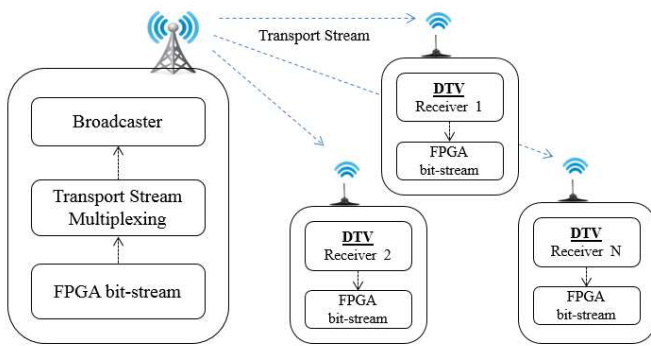 Transport Stream
Broadcaster
Transport Stream
Multiplexing
FPGA bit-stream
DTV
Receiver 1
FPGA
bit-stream
DTV
Receiver 2
FPGA
bit-stream
DTV
Receiver N
FPGA
bit-stream